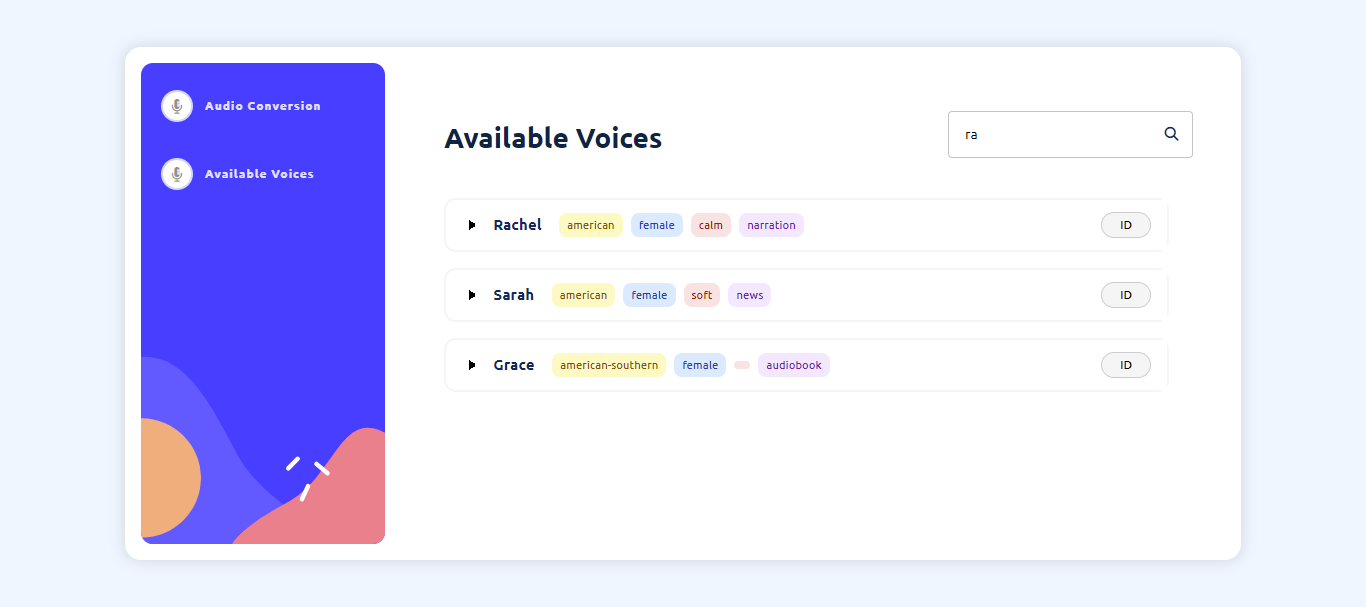 Audio Conversion
Available Voices
Available Voices
ra
Rachel american female calm narration ID
Sarah american female soft news ID
Grace american-southern female audiobook ID